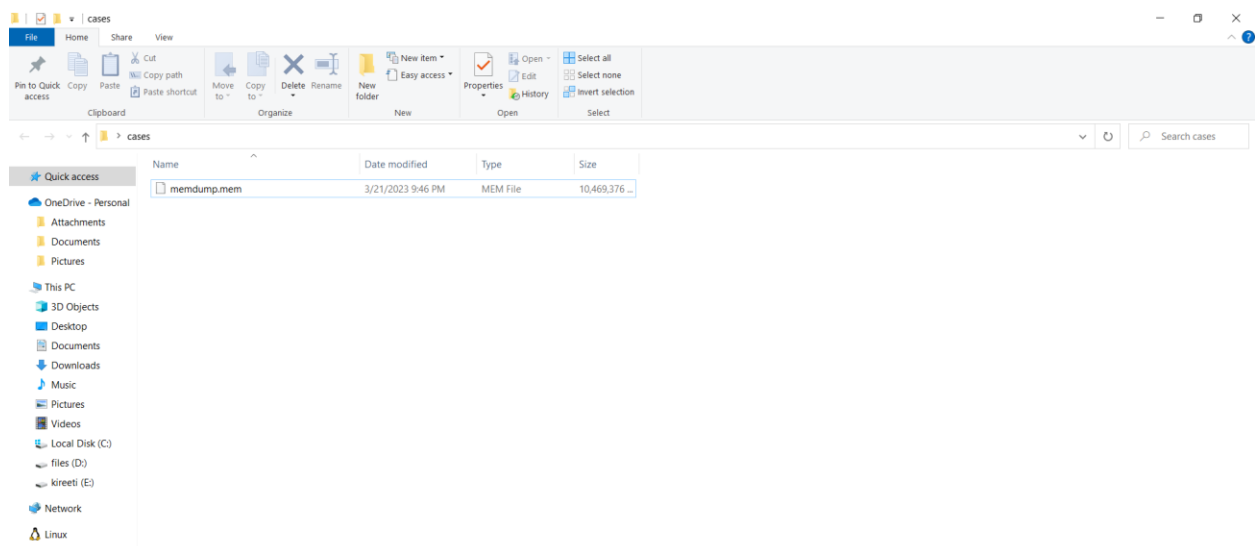 cases
File Home Share View
Pin to Quick access
Copy
Paste
Cut
Copy path
Paste shortcut
Clipboard
Move to
Copy to
Delete
Rename
Organize
New folder
New item
Easy access
New
Properties
Open
Edit
History
Open
Select all
Select none
Invert selection
Select
cases
Search cases
Name Date modified Type Size
memdump.mem 3/21/2023 9:46 PM MEM File 10,469,376 ...
Quick access
OneDrive - Personal
Attachments
Documents
Pictures
This PC
3D Objects
Desktop
Documents
Downloads
Music
Pictures
Videos
Local Disk (C:)
files (D:)
kireeti (E:)
Network
Linux